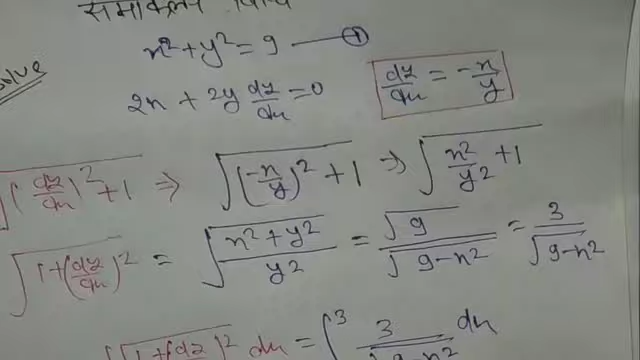 समाकलन
x²+y²=9 —①
Solve
2x + 2y dy/dx = 0
dy/dx = -x/y
√((dy/dx)²+1) ⇒ √((-x/y)²+1) ⇒ √(x²/y²+1)
√(1+(dy/dx)²) = √((x²+y²)/y²) = √9/√(9-x²) = 3/√(9-x²)
√(1+(dy/dx)²) dx = ∫³ 3/√(9-x²) dx